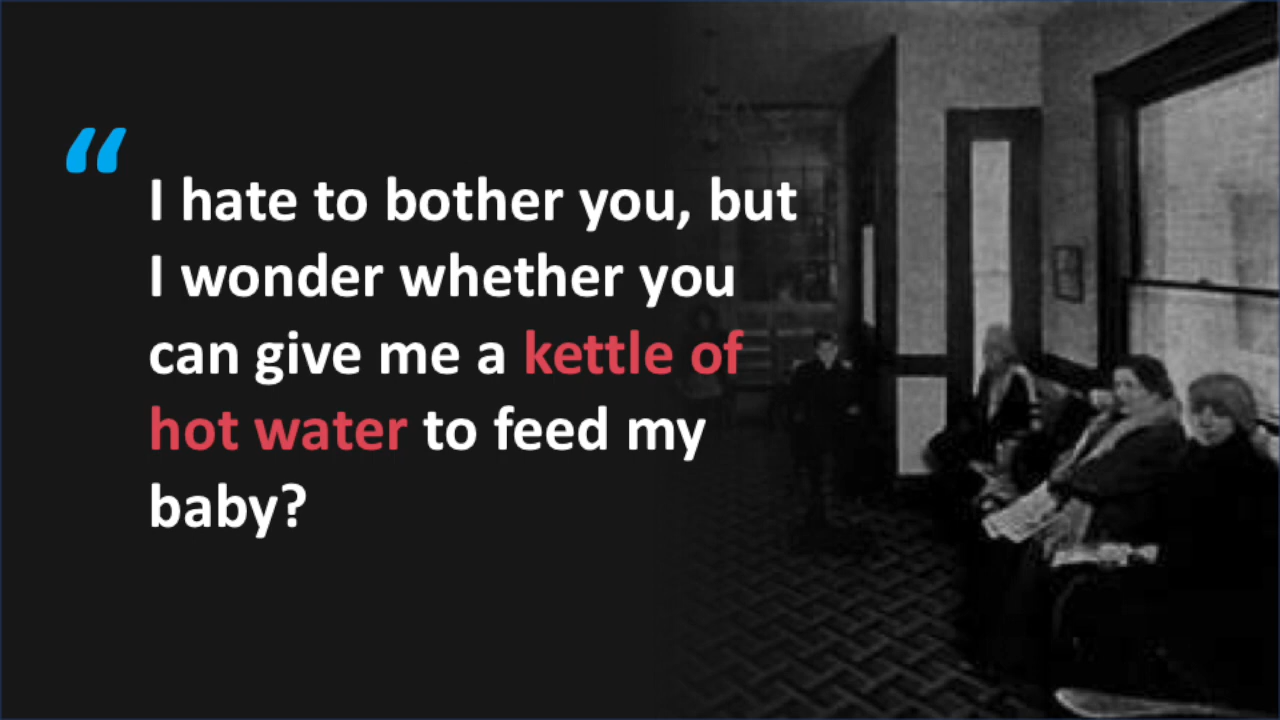 “
I hate to bother you, but
I wonder whether you
can give me a kettle of
hot water to feed my
baby?